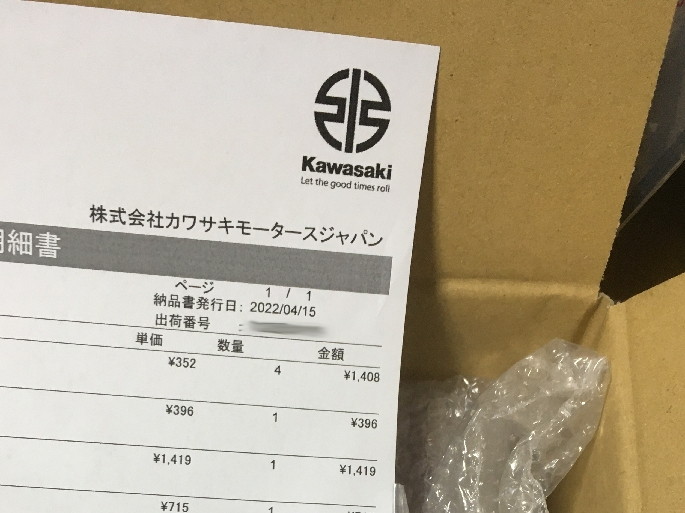 Kawasaki
Let the good times roll
株式会社カワサキモータースジャパン
細書
ページ 1 / 1
納品書発行日: 2022/04/15
出荷番号 :
単価 数量 金額
¥352 4 ¥1,408
¥396 1 ¥396
¥1,419 1 ¥1,419
¥715 1